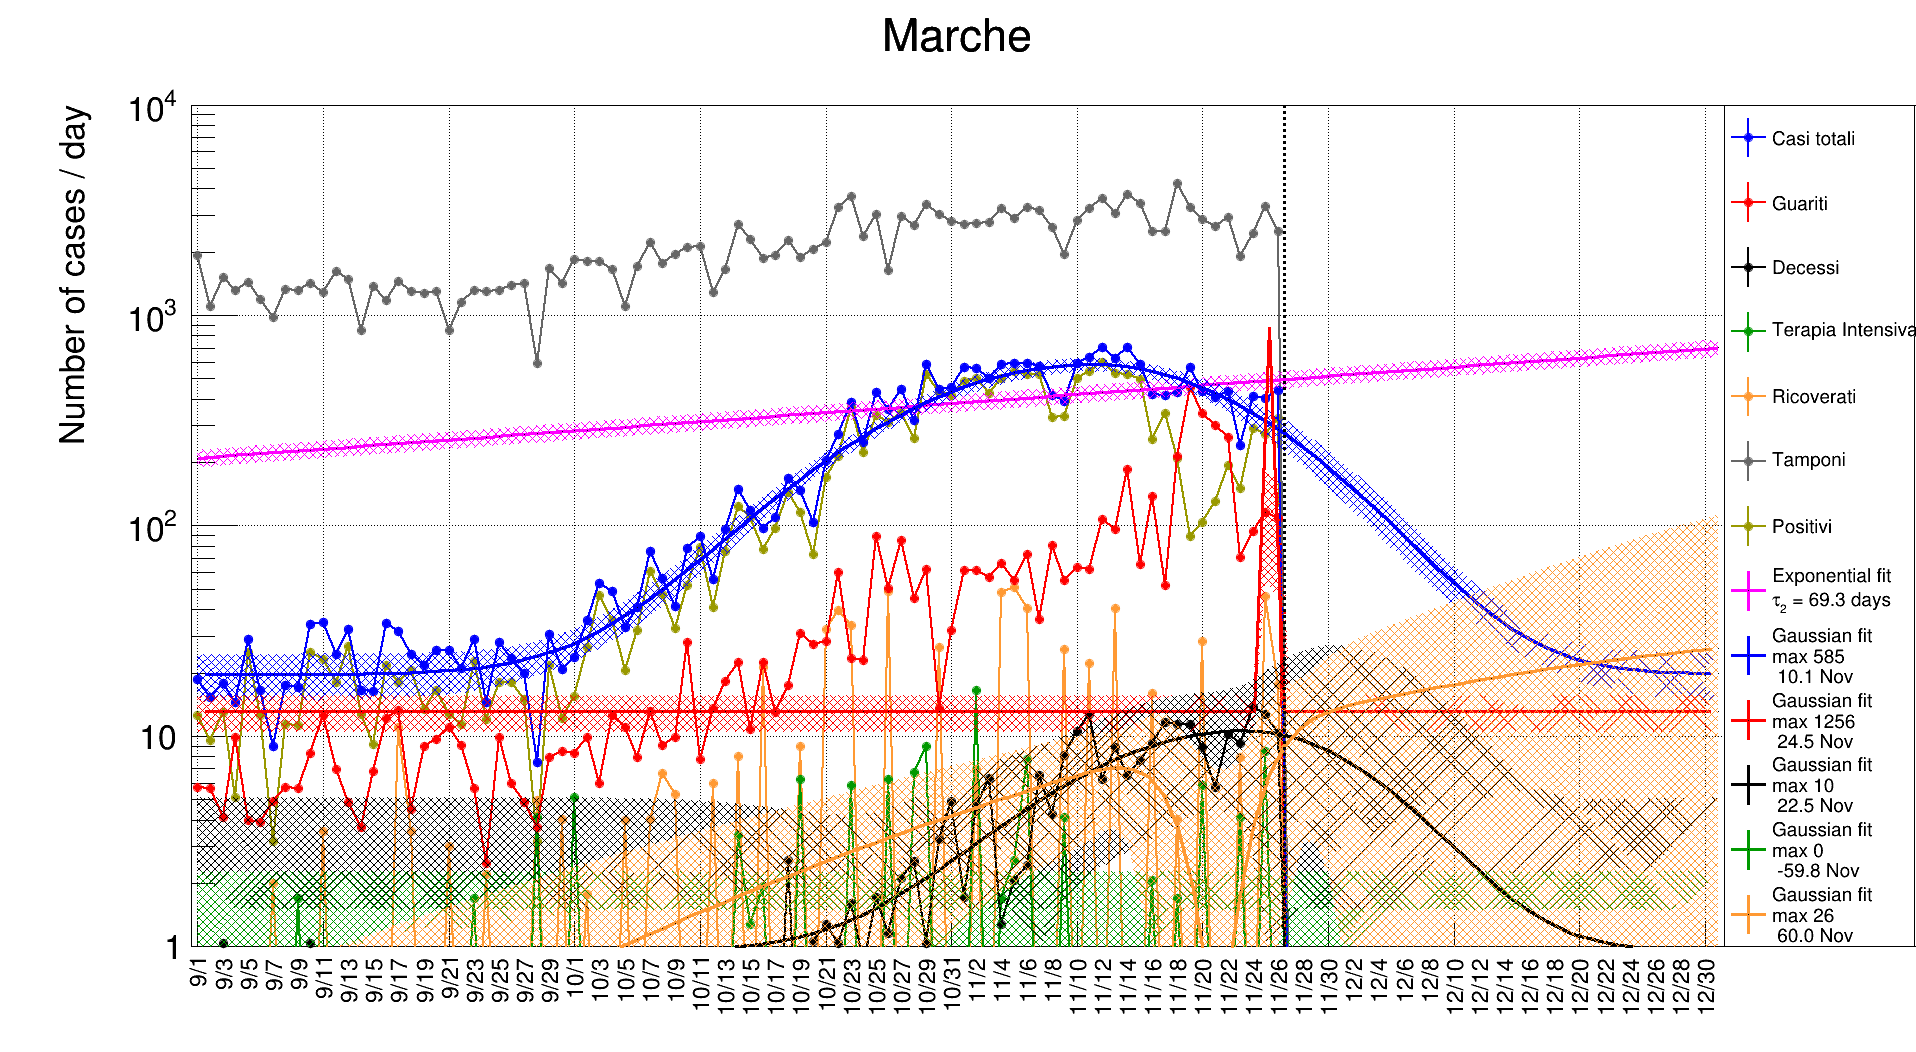 Marche
Number of cases / day
10^4
10^3
10^2
10
1
9/1 9/3 9/5 9/7 9/9 9/11 9/13 9/15 9/17 9/19 9/21 9/23 9/25 9/27 9/29 10/1 10/3 10/5 10/7 10/9 10/11 10/13 10/15 10/17 10/19 10/21 10/23 10/25 10/27 10/29 10/31 11/2 11/4 11/6 11/8 11/10 11/12 11/14 11/16 11/18 11/20 11/22 11/24 11/26 11/28 11/30 12/2 12/4 12/6 12/8 12/10 12/12 12/14 12/16 12/18 12/20 12/22 12/24 12/26 12/28 12/30
Casi totali
Guariti
Decessi
Terapia Intensiva
Ricoverati
Tamponi
Positivi
Exponential fit
τ_2 = 69.3 days
Gaussian fit
max 585
10.1 Nov
Gaussian fit
max 1256
24.5 Nov
Gaussian fit
max 10
22.5 Nov
Gaussian fit
max 0
-59.8 Nov
Gaussian fit
max 26
60.0 Nov